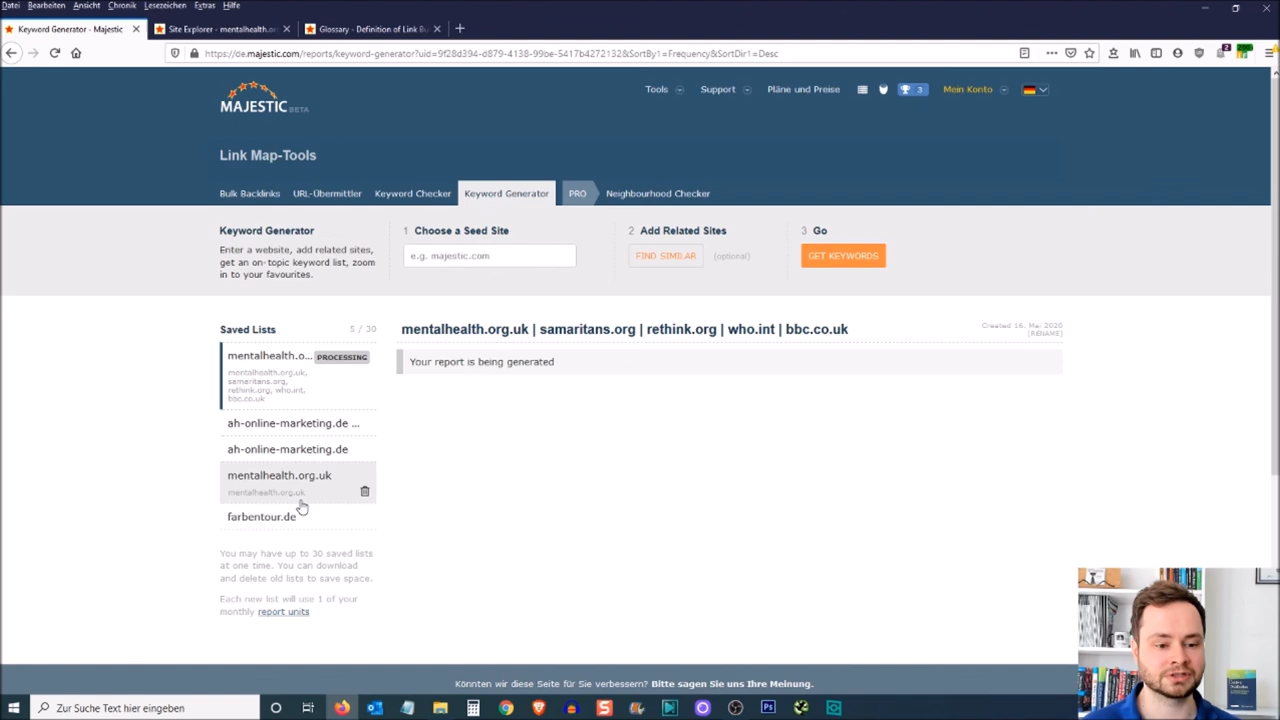 Datei Bearbeiten Ansicht Chronik Lesezeichen Extras Hilfe
Keyword Generator - Majestic
Site Explorer - mentalhealth.or
Glossary - Definition of Link B
https://de.majestic.com/reports/keyword-generator?uid=9f28d394-d879-4138-99be-5417b4272132&SortBy1=Frequency&SortDir1=Desc
MAJESTIC BETA
Tools Support Pläne und Preise 3 Mein Konto
Link Map-Tools
Bulk Backlinks URL-Übermittler Keyword Checker Keyword Generator PRO Neighbourhood Checker
Keyword Generator
Enter a website, add related sites,
get an on-topic keyword list, zoom
in to your favourites.
1 Choose a Seed Site
e.g. majestic.com
2 Add Related Sites
FIND SIMILAR (optional)
3 Go
GET KEYWORDS
Saved Lists 5 / 30
mentalhealth.o... PROCESSING
mentalhealth.org.uk,
samaritans.org,
rethink.org, who.int,
bbc.co.uk
ah-online-marketing.de ...
ah-online-marketing.de
mentalhealth.org.uk
mentalhealth.org.uk
farbentour.de
You may have up to 30 saved lists
at one time. You can download
and delete old lists to save space.
Each new list will use 1 of your
monthly report units
mentalhealth.org.uk | samaritans.org | rethink.org | who.int | bbc.co.uk
Created 16. Mai 2020
[RENAME]
Your report is being generated
Könnten wir diese Seite für Sie verbessern? Bitte sagen Sie uns Ihre Meinung.
Zur Suche Text hier eingeben